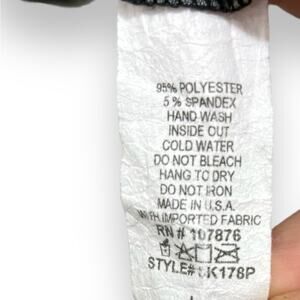 95% POLYESTER
5% SPANDEX
HAND WASH
INSIDE OUT
COLD WATER
DO NOT BLEACH
HANG TO DRY
DO NOT IRON
MADE IN U.S.A.
IMPORTED FABRIC
RN # 107876
STYLE# K178P